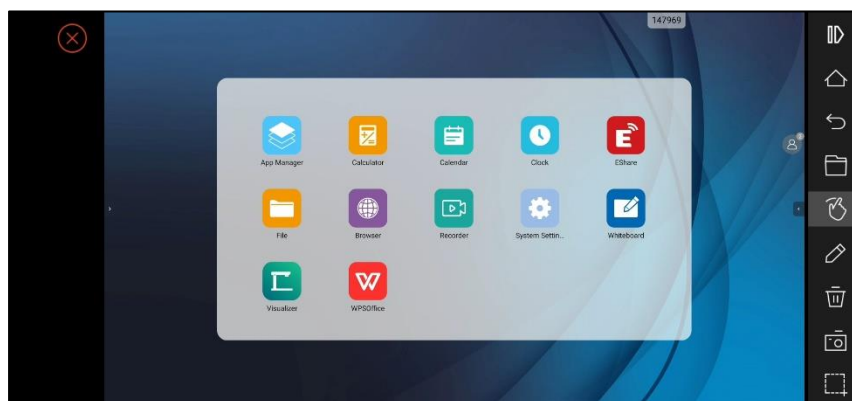 147969
App Manager
Calculator
Calendar
Clock
EShare
File
Browser
Recorder
System Settin...
Whiteboard
Visualizer
WPSOffice